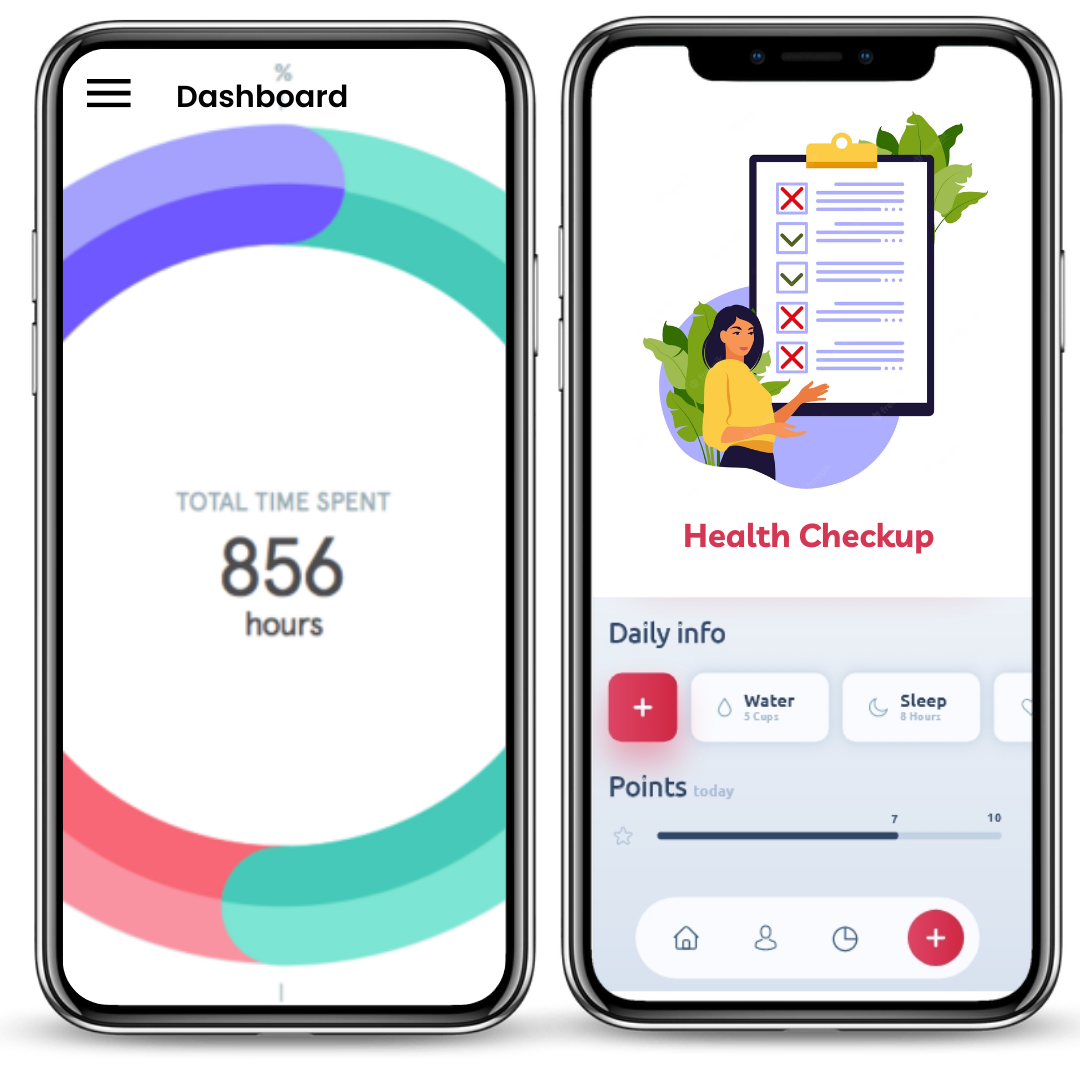 %
Dashboard
TOTAL TIME SPENT
856
hours
Health Checkup
Daily info
Water
5 Cups
Sleep
8 Hours
Points today
7
10